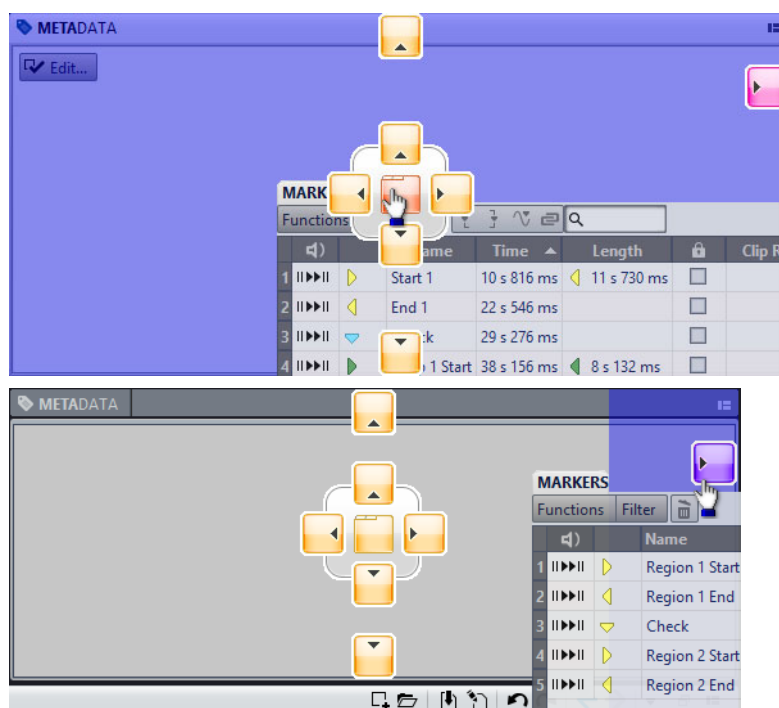 METADATA
Edit...
MARK
Functions
Time Length Clip R
1 Start 1 10 s 816 ms 11 s 730 ms
2 End 1 22 s 546 ms
3 29 s 276 ms
4 1 Start 38 s 156 ms 8 s 132 ms
METADATA
MARKERS
Functions Filter
Name
1 Region 1 Start
2 Region 1 End
3 Check
4 Region 2 Start
5 Region 2 End